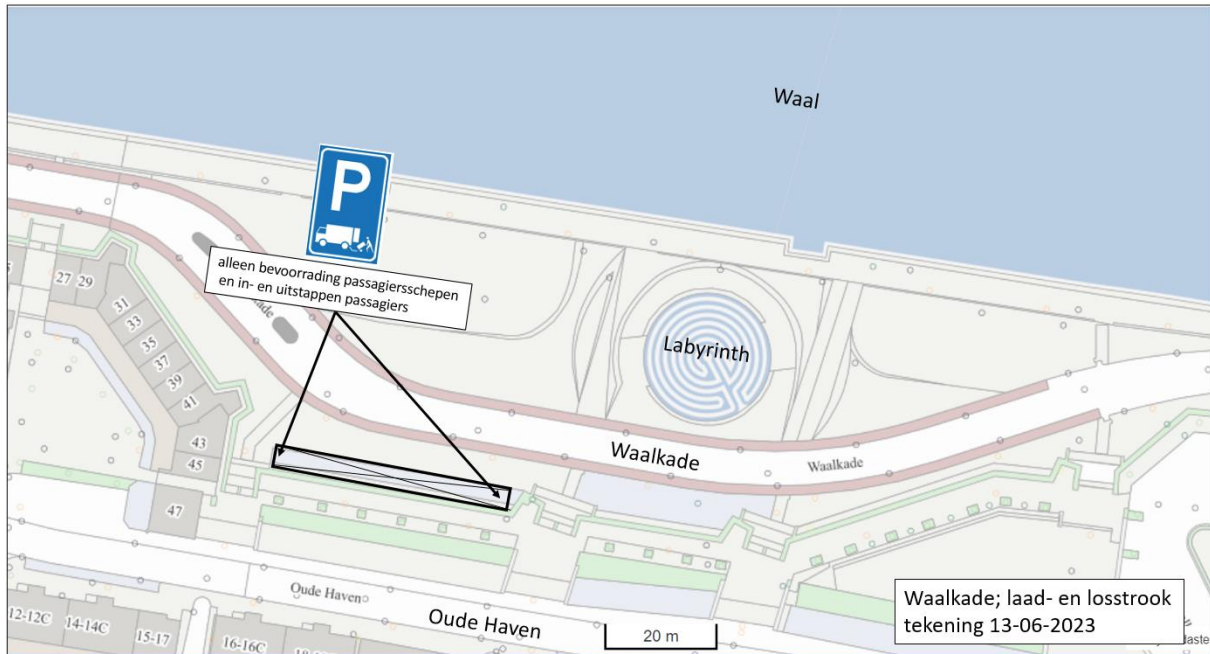 Waal
P
alleen bevoorrading passagiersschepen
en in- en uitstappen passagiers
kade
27
29
31
33
35
37
39
41
43
45
47
Labyrinth
Waalkade
Waalkade
Oude Haven
Oude Haven
12-12C
14-14C
15-17
16-16C
20 m
Waalkade; laad- en losstrook
tekening 13-06-2023